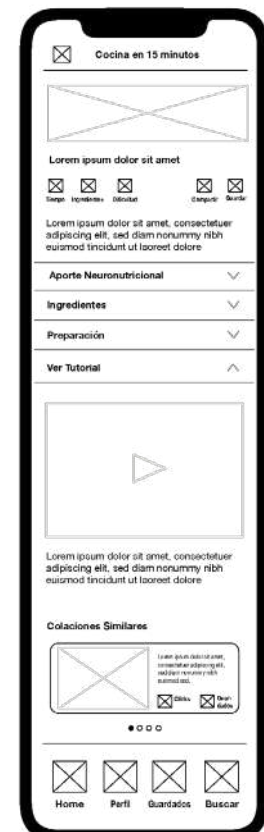 Cocina en 15 minutos
Lorem ipsum dolor sit amet
Tiempo Ingredientes Dificultad Compartir Guardar
Lorem ipsum dolor sit amet, consectetuer
adipiscing elit, sed diam nonummy nibh
euismod tincidunt ut laoreet dolore
Aporte Neuronutricional
Ingredientes
Preparación
Ver Tutorial
Lorem ipsum dolor sit amet, consectetuer
adipiscing elit, sed diam nonummy nibh
euismod tincidunt ut laoreet dolore
Colaciones Similares
Lorem ipsum dolor sit amet,
consectetuer adipiscing elit,
sed diam nonummy nibh
euismod
Home Perfil Guardados Buscar